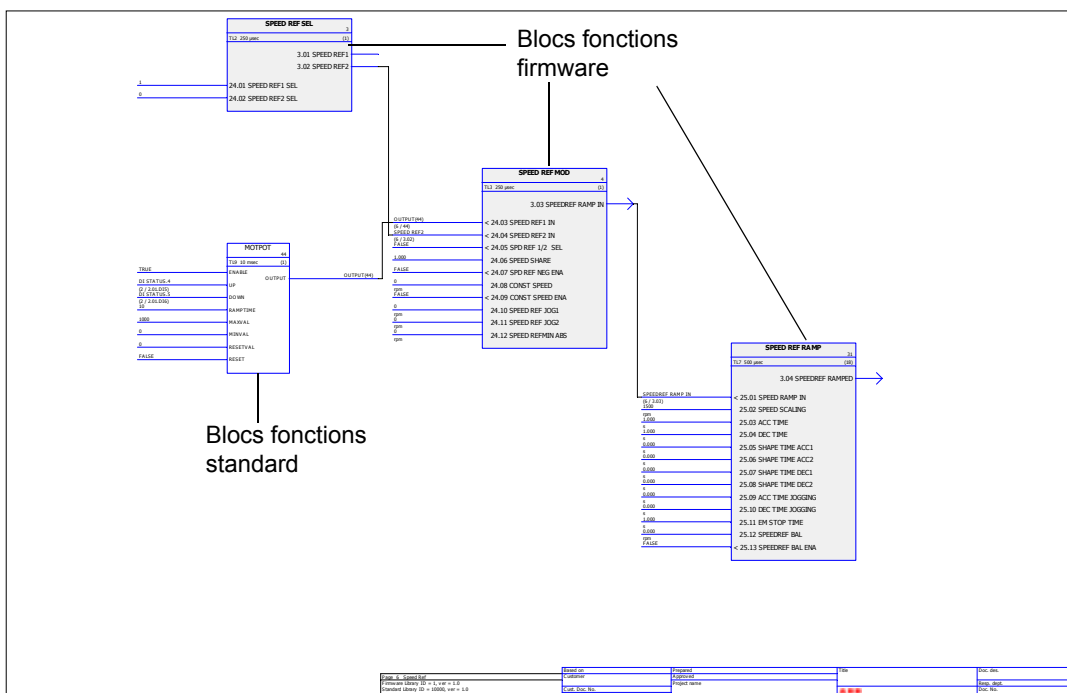 SPEED REF SEL
3
TL2 250 µsec (1)
3.01 SPEED REF1
3.02 SPEED REF2
1
24.01 SPEED REF1 SEL
0
24.02 SPEED REF2 SEL
Blocs fonctions
firmware
SPEED REF MOD
4
TL3 250 µsec (1)
3.03 SPEEDREF RAMP IN
OUTPUT(44)
(6 / 44)
< 24.03 SPEED REF1 IN
SPEED REF2
(6 / 3.02)
< 24.04 SPEED REF2 IN
FALSE
< 24.05 SPD REF 1/2 SEL
1.000
24.06 SPEED SHARE
FALSE
< 24.07 SPD REF NEG ENA
0
rpm
24.08 CONST SPEED
FALSE
< 24.09 CONST SPEED ENA
0
rpm
24.10 SPEED REF JOG1
0
rpm
24.11 SPEED REF JOG2
0
rpm
24.12 SPEED REFMIN ABS
MOTPOT
44
TL9 10 msec (1)
TRUE
ENABLE
OUTPUT
OUTPUT(44)
DI STATUS.4
(2 / 2.01.DI5)
UP
DI STATUS.5
(2 / 2.01.DI6)
DOWN
10
RAMPTIME
1000
MAXVAL
0
MINVAL
0
RESETVAL
FALSE
RESET
Blocs fonctions
standard
SPEED REF RAMP
31
TL7 500 µsec (18)
3.04 SPEEDREF RAMPED
SPEEDREF RAMP IN
(6 / 3.03)
< 25.01 SPEED RAMP IN
1500
rpm
25.02 SPEED SCALING
1.000
s
25.03 ACC TIME
1.000
s
25.04 DEC TIME
0.000
s
25.05 SHAPE TIME ACC1
0.000
s
25.06 SHAPE TIME ACC2
0.000
s
25.07 SHAPE TIME DEC1
0.000
s
25.08 SHAPE TIME DEC2
0.000
s
25.09 ACC TIME JOGGING
0.000
s
25.10 DEC TIME JOGGING
1.000
s
25.11 EM STOP TIME
0.000
rpm
25.12 SPEEDREF BAL
FALSE
< 25.13 SPEEDREF BAL ENA
Based on Prepared Title Doc. des.
Page 6 Speed Ref Customer Approved
Firmware Library ID = 1, ver = 1.0 Project name Resp. dept.
Standard Library ID = 10000, ver = 1.0 Cust. Doc. No. ABB Doc. No.